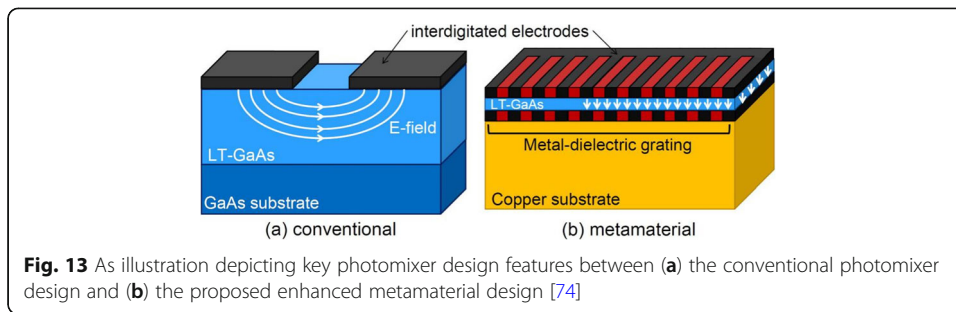 interdigitated electrodes
E-field
LT-GaAs
GaAs substrate
(a) conventional
LT-GaAs
Metal-dielectric grating
Copper substrate
(b) metamaterial
Fig. 13 As illustration depicting key photomixer design features between (a) the conventional photomixer
design and (b) the proposed enhanced metamaterial design [74]